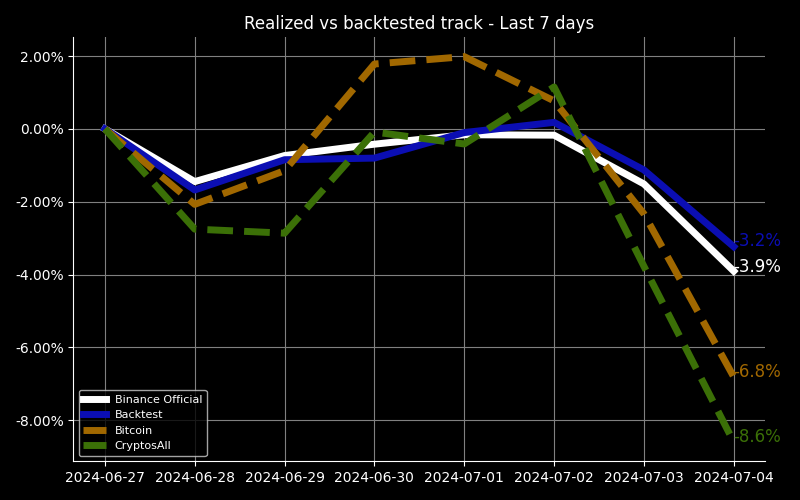 Realized vs backtested track - Last 7 days
2.00%
0.00%
-2.00%
-4.00%
-6.00%
-8.00%
-3.2%
-3.9%
-6.8%
-8.6%
Binance Official
Backtest
Bitcoin
CryptosAll
2024-06-27 2024-06-28 2024-06-29 2024-06-30 2024-07-01 2024-07-02 2024-07-03 2024-07-04